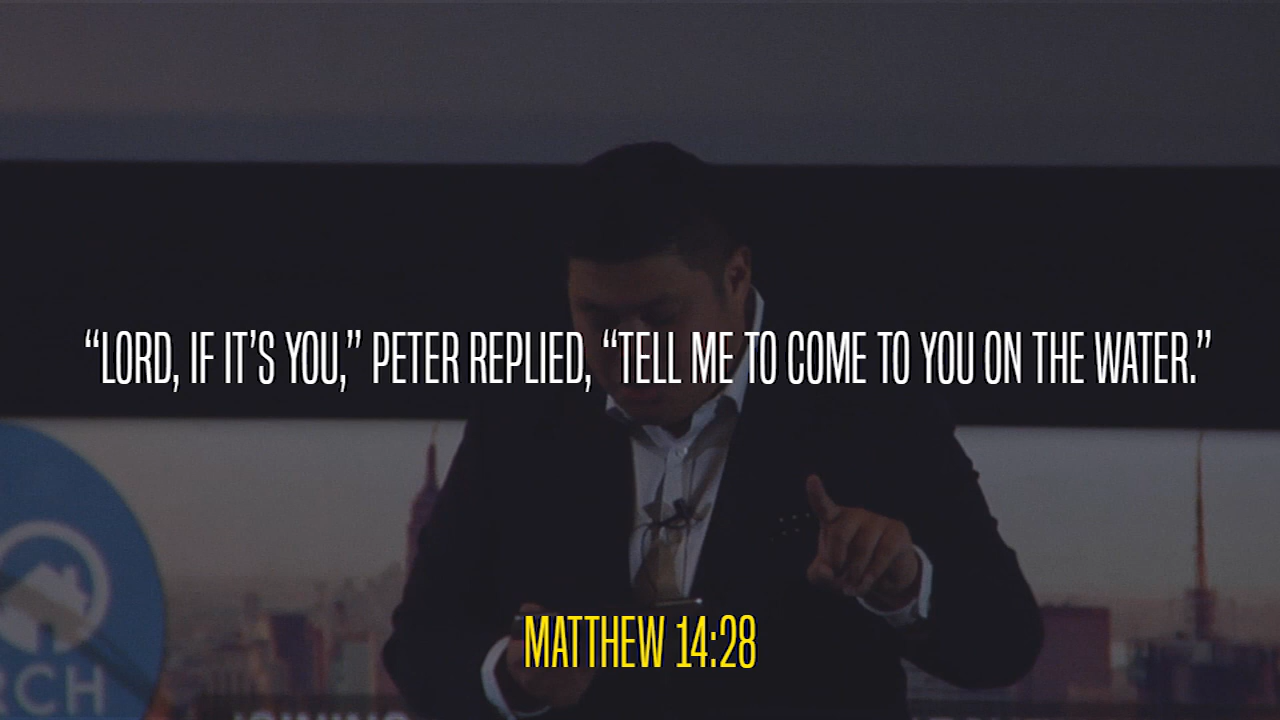 “LORD, IF IT’S YOU,” PETER REPLIED, “TELL ME TO COME TO YOU ON THE WATER.”
MATTHEW 14:28
RCH